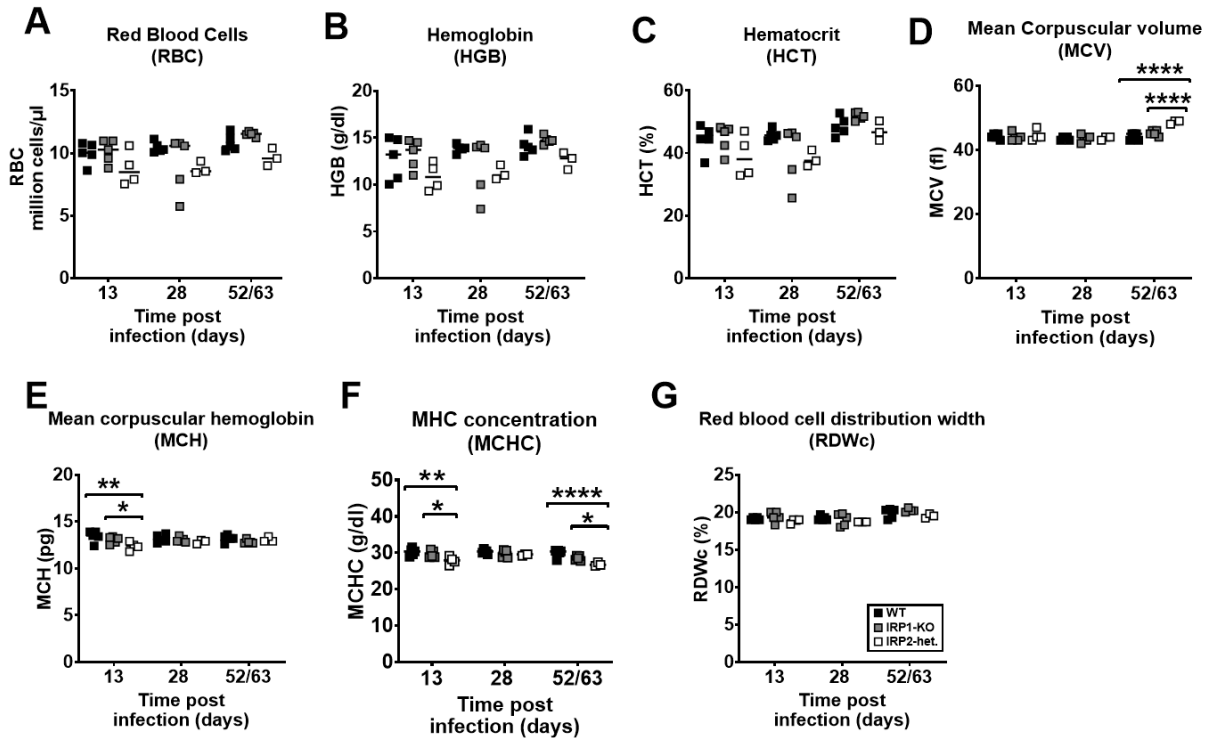 A
Red Blood Cells
(RBC)
RBC
million cells/µl
15
10
5
0
13
28
52/63
Time post
infection (days)
B
Hemoglobin
(HGB)
HGB (g/dl)
20
15
10
5
0
13
28
52/63
Time post
infection (days)
C
Hematocrit
(HCT)
HCT (%)
60
40
20
0
13
28
52/63
Time post
infection (days)
D
Mean Corpuscular volume
(MCV)
MCV (fl)
60
40
20
0
****
****
13
28
52/63
Time post
infection (days)
E
Mean corpuscular hemoglobin
(MCH)
MCH (pg)
20
15
10
5
0
**
*
13
28
52/63
Time post
infection (days)
F
MHC concentration
(MCHC)
MCHC (g/dl)
50
40
30
20
10
0
**
*
****
*
13
28
52/63
Time post
infection (days)
G
Red blood cell distribution width
(RDWc)
RDWc (%)
25
20
15
10
5
0
WT
IRP1-KO
IRP2-het.
13
28
52/63
Time post
infection (days)